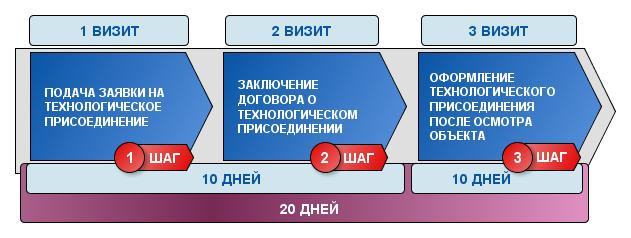 1 ВИЗИТ
2 ВИЗИТ
3 ВИЗИТ
ПОДАЧА ЗАЯВКИ НА
ТЕХНОЛОГИЧЕСКОЕ
ПРИСОЕДИНЕНИЕ
1 ШАГ
ЗАКЛЮЧЕНИЕ
ДОГОВОРА О
ТЕХНОЛОГИЧЕСКОМ
ПРИСОЕДИНЕНИИ
2 ШАГ
ОФОРМЛЕНИЕ
ТЕХНОЛОГИЧЕСКОГО
ПРИСОЕДИНЕНИЯ
ПОСЛЕ ОСМОТРА
ОБЪЕКТА
3 ШАГ
10 ДНЕЙ
10 ДНЕЙ
20 ДНЕЙ